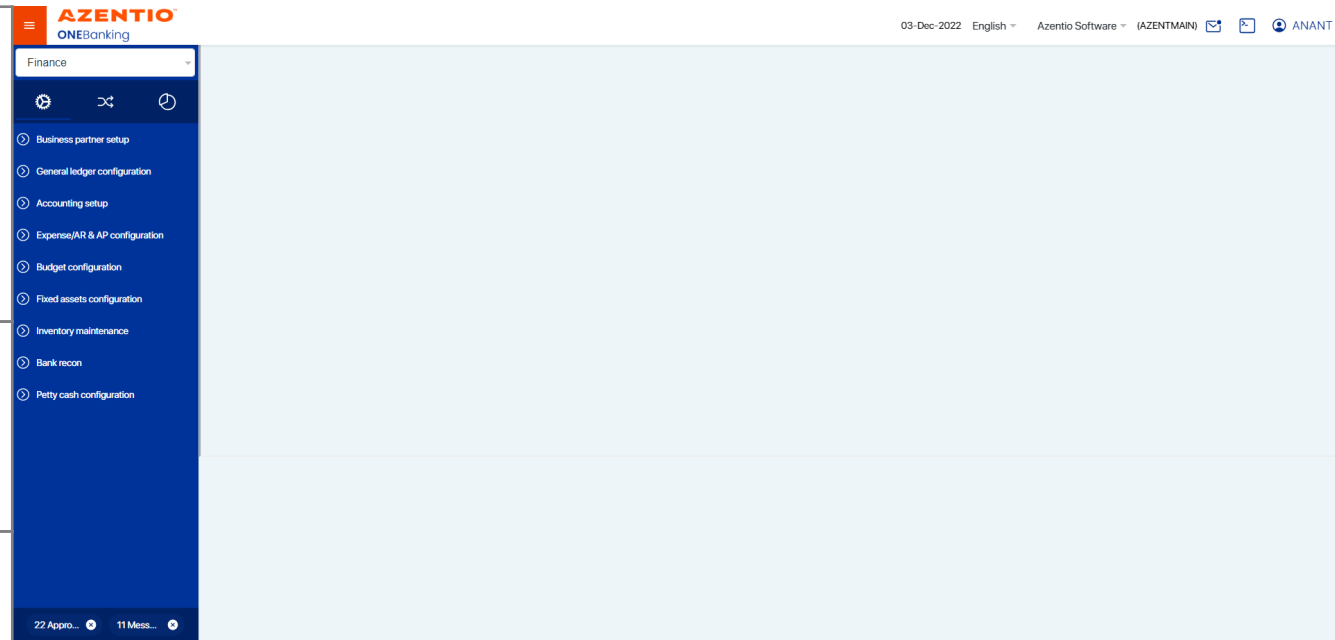 AZENTIO™
ONEBanking
03-Dec-2022 English Azentio Software (AZENTMAIN) ANANT
Finance
Business partner setup
General ledger configuration
Accounting setup
Expense/AR & AP configuration
Budget configuration
Fixed assets configuration
Inventory maintenance
Bank recon
Petty cash configuration
22 Appro... 11 Mess...